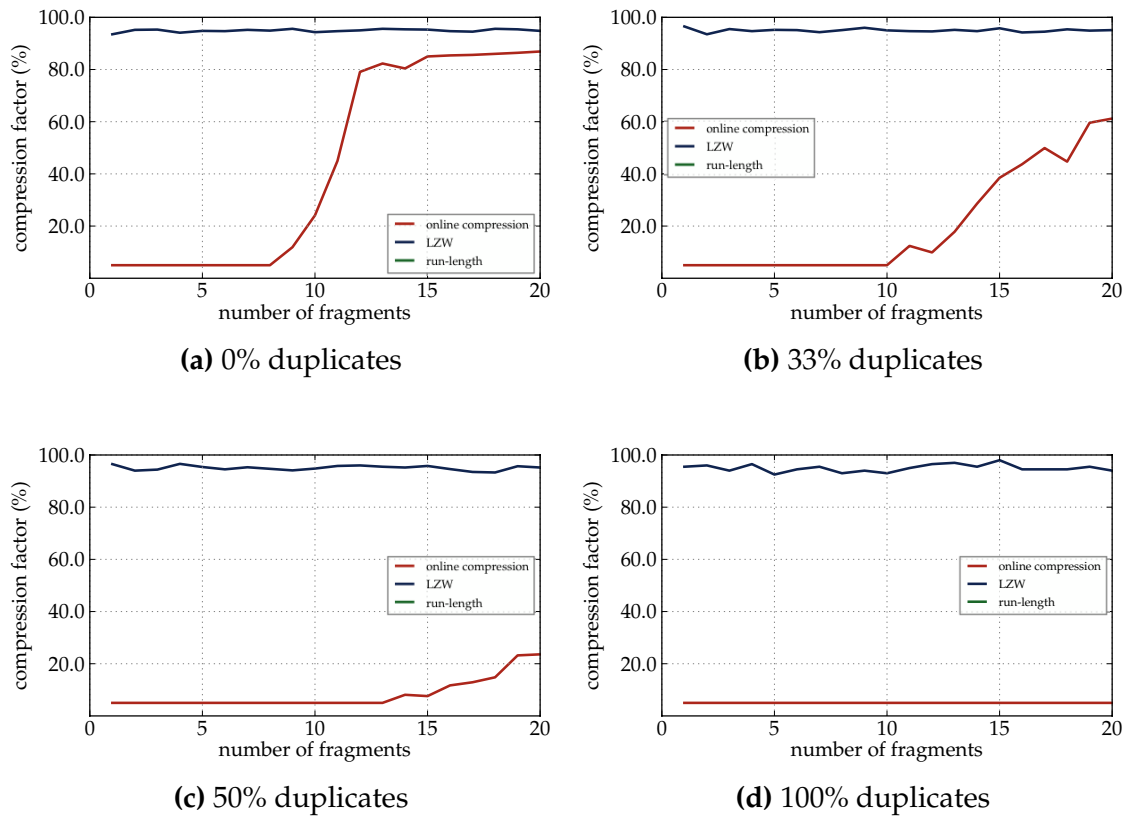 100.0
80.0
60.0
40.0
20.0
compression factor (%)
online compression
LZW
run-length
0 5 10 15 20
number of fragments
(a) 0% duplicates
100.0
80.0
60.0
40.0
20.0
compression factor (%)
online compression
LZW
run-length
0 5 10 15 20
number of fragments
(b) 33% duplicates
100.0
80.0
60.0
40.0
20.0
compression factor (%)
online compression
LZW
run-length
0 5 10 15 20
number of fragments
(c) 50% duplicates
100.0
80.0
60.0
40.0
20.0
compression factor (%)
online compression
LZW
run-length
0 5 10 15 20
number of fragments
(d) 100% duplicates